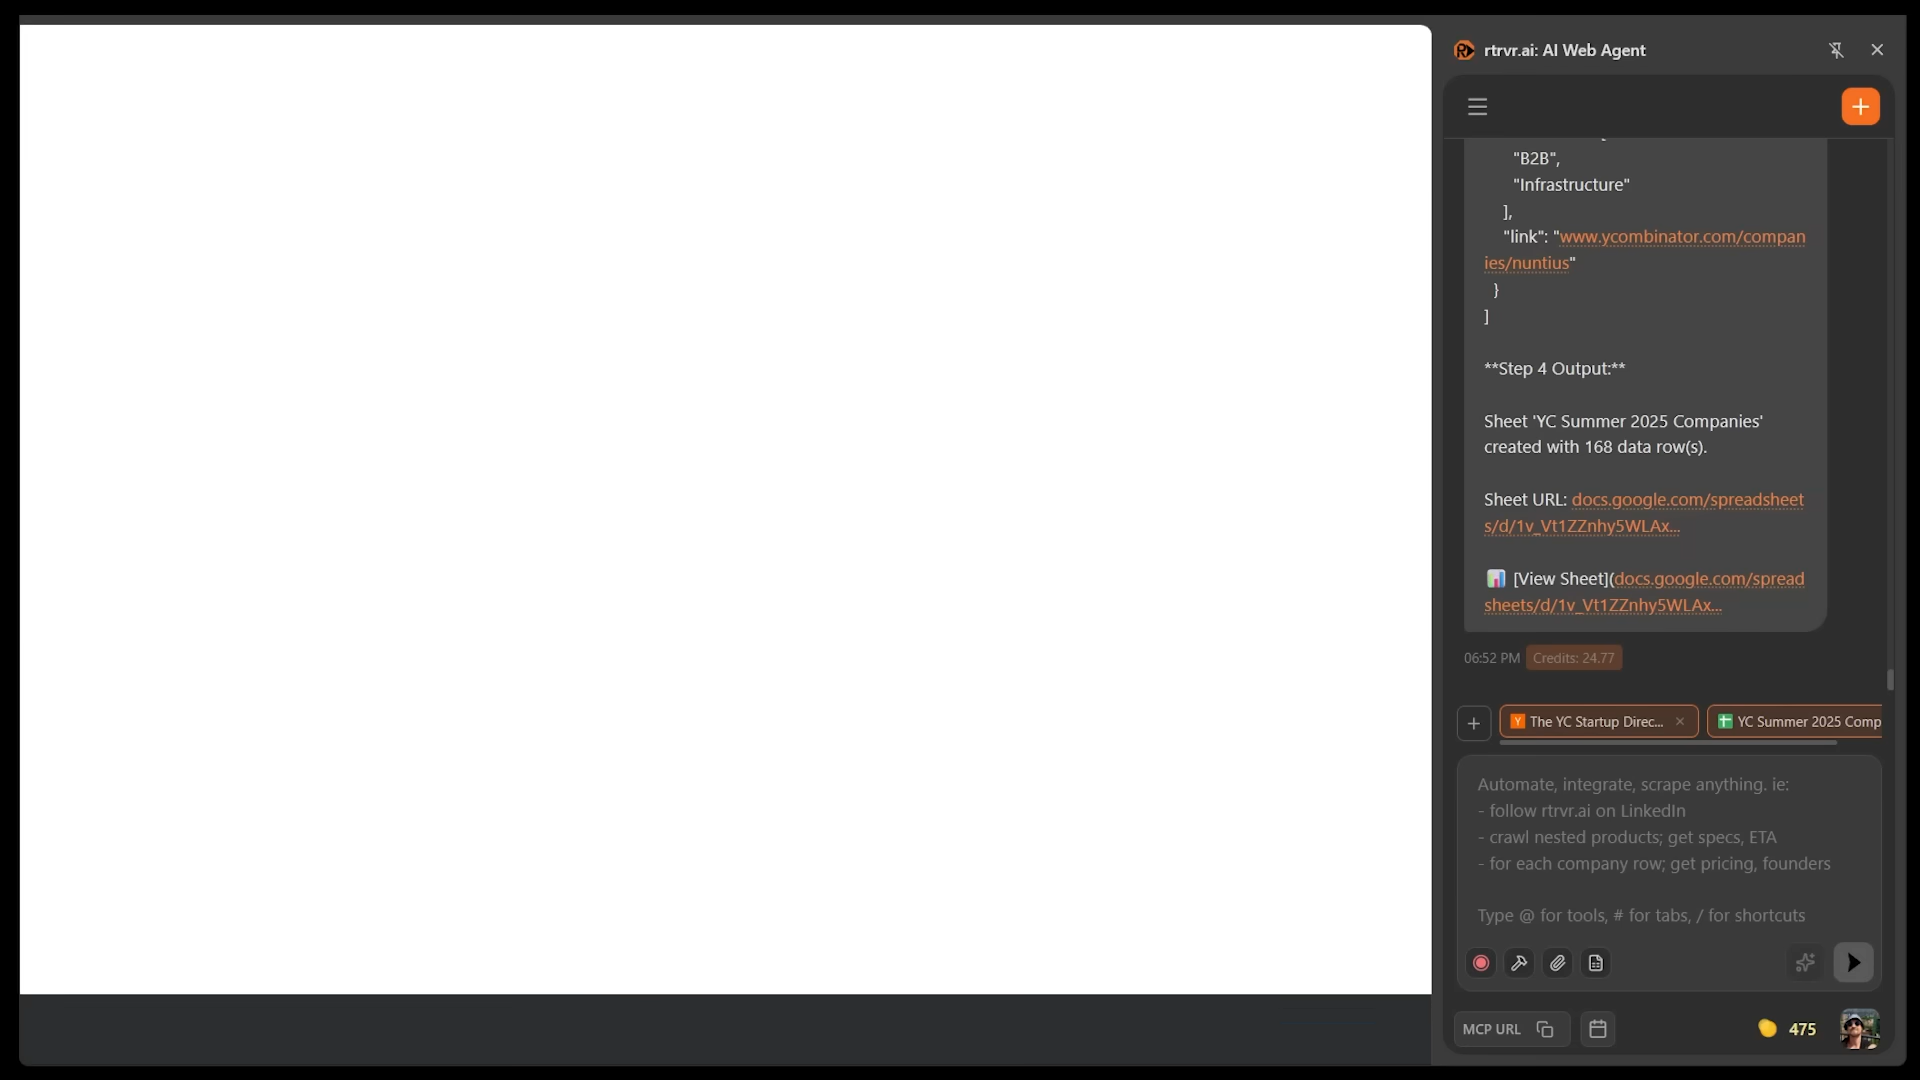 rtrvr.ai: AI Web Agent
"B2B",
"Infrastructure"
],
"link": "www.ycombinator.com/compan
ies/nuntius"
}
]
**Step 4 Output:**
Sheet 'YC Summer 2025 Companies'
created with 168 data row(s).
Sheet URL: docs.google.com/spreadsheet
s/d/1v_Vt1ZZnhy5WLAx...
[View Sheet](docs.google.com/spread
sheets/d/1v_Vt1ZZnhy5WLAx...
06:52 PM Credits: 24.77
The YC Startup Direc...
YC Summer 2025 Comp
Automate, integrate, scrape anything. ie:
- follow rtrvr.ai on LinkedIn
- crawl nested products; get specs, ETA
- for each company row; get pricing, founders
Type @ for tools, # for tabs, / for shortcuts
MCP URL
475